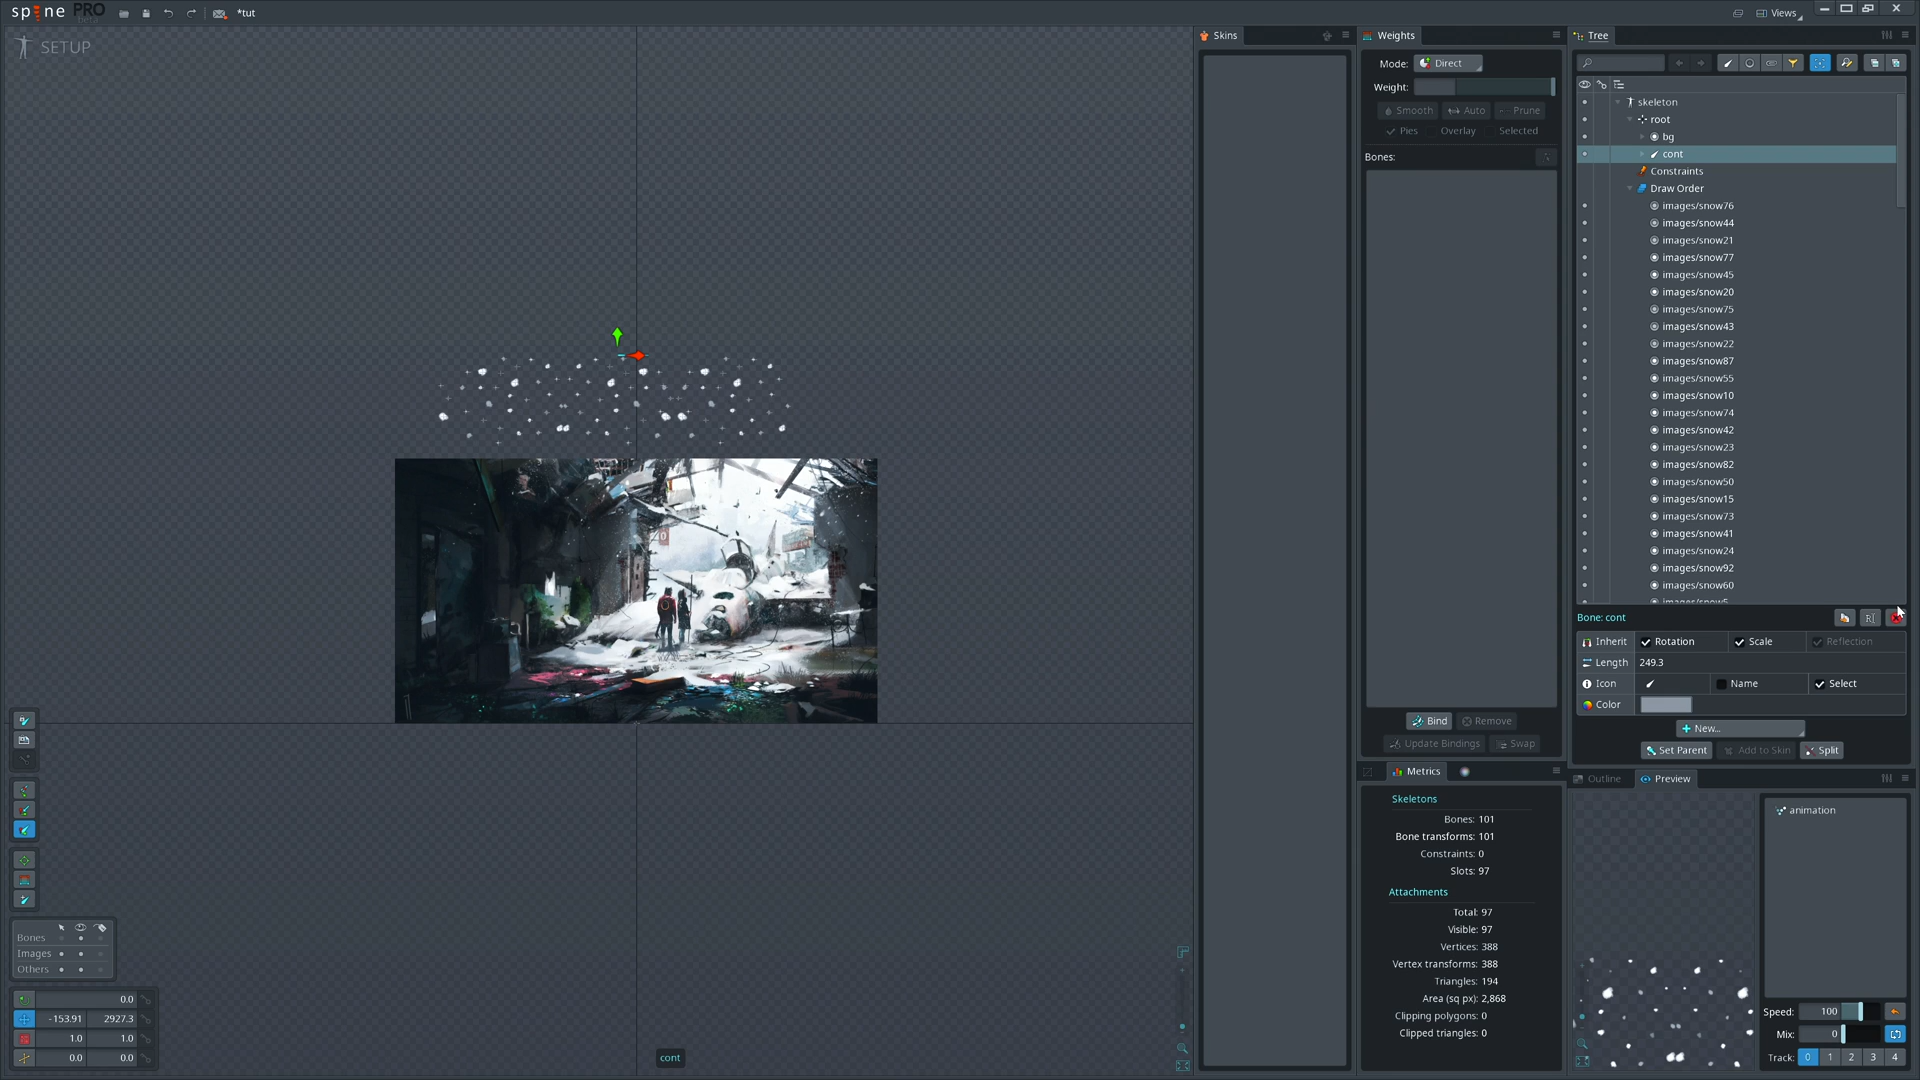 spine PRO
beta
*tut
Views
SETUP
Skins
Weights
Mode: Direct
Weight:
Smooth Auto Prune
Pies Overlay Selected
Bones:
Bind Remove
Update Bindings Swap
Metrics
Skeletons
Bones: 101
Bone transforms: 101
Constraints: 0
Slots: 97
Attachments
Total: 97
Visible: 97
Vertices: 388
Vertex transforms: 388
Triangles: 194
Area (sq px): 2,868
Clipping polygons: 0
Clipped triangles: 0
Tree
skeleton
root
bg
cont
Constraints
Draw Order
images/snow76
images/snow44
images/snow21
images/snow77
images/snow45
images/snow20
images/snow75
images/snow43
images/snow22
images/snow87
images/snow55
images/snow10
images/snow74
images/snow42
images/snow23
images/snow82
images/snow50
images/snow15
images/snow73
images/snow41
images/snow24
images/snow92
images/snow60
images/snow5
Bone: cont
Inherit Rotation Scale Reflection
Length 249.3
Icon Name Select
Color
New...
Set Parent Add to Skin Split
Outline Preview
animation
Speed: 100
Mix: 0
Track: 0 1 2 3 4
Bones
Images
Others
0.0
-153.91 2927.3
1.0 1.0
0.0 0.0
cont